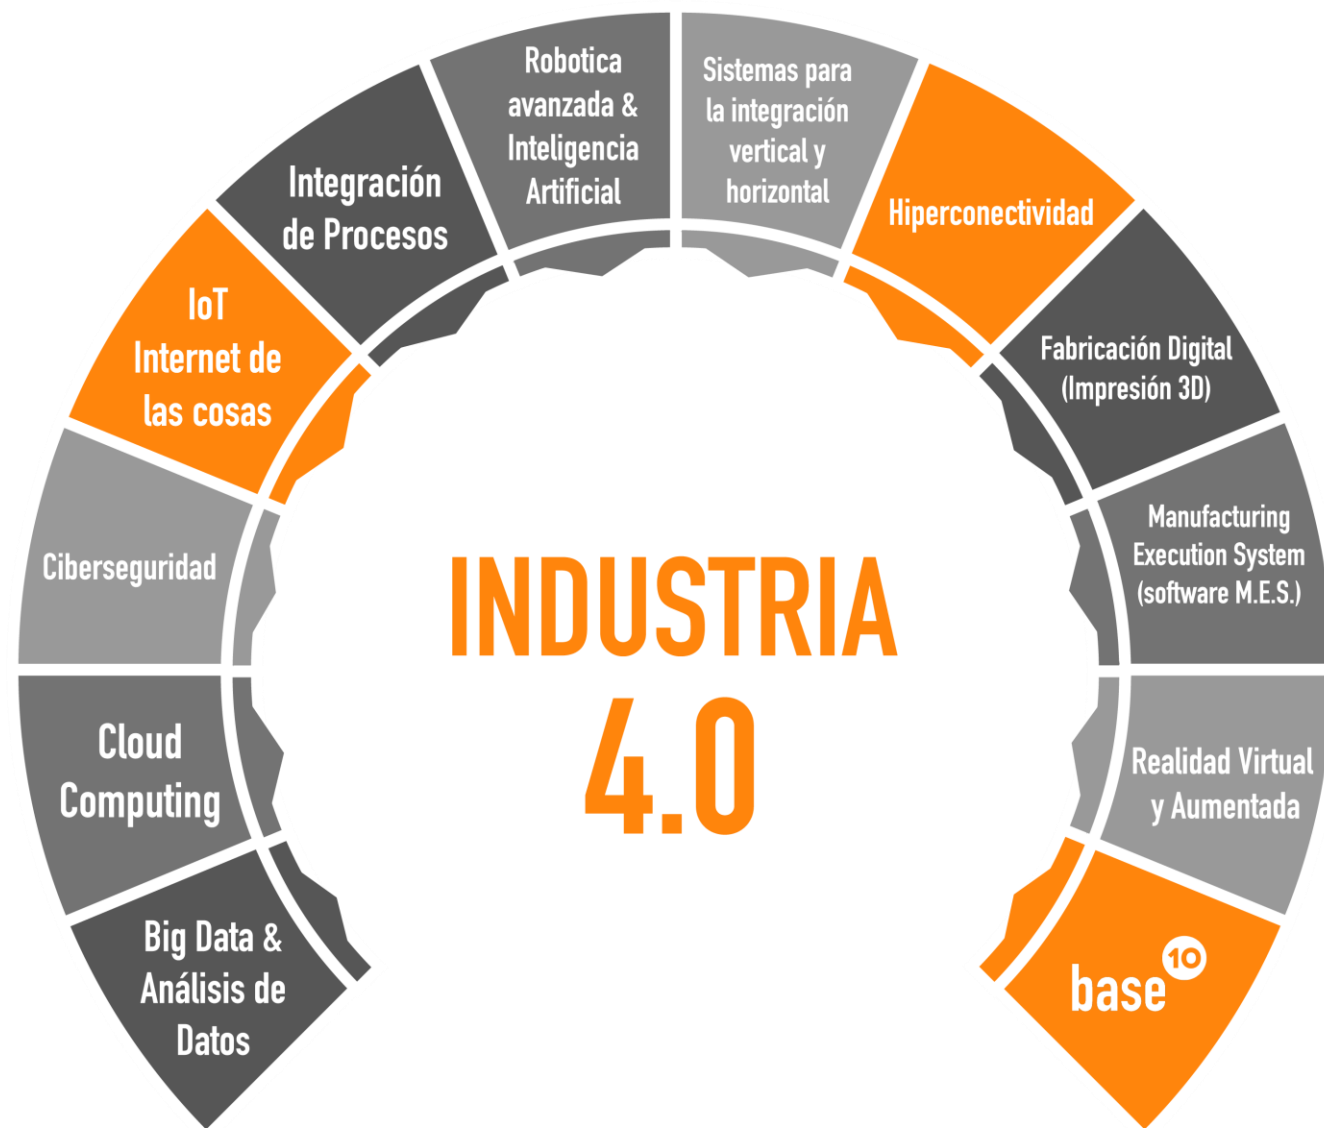 Robotica
avanzada &
Inteligencia
Artificial
Sistemas para
la integración
vertical y
horizontal
Integración
de Procesos
Hiperconectividad
IoT
Internet de
las cosas
Fabricación Digital
(Impresión 3D)
Ciberseguridad
Manufacturing
Execution System
(software M.E.S.)
INDUSTRIA
4.0
Cloud
Computing
Realidad Virtual
y Aumentada
Big Data &
Análisis de
Datos
base 10